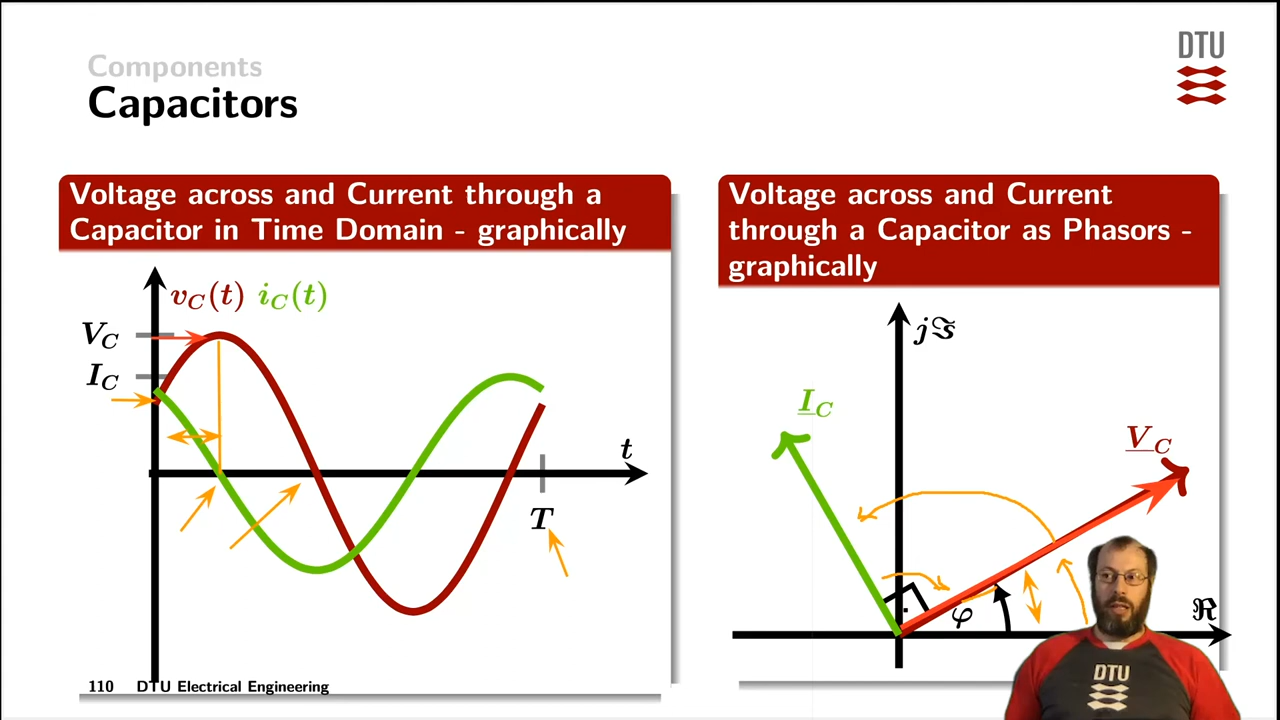 Components
Capacitors
DTU
Voltage across and Current through a
Capacitor in Time Domain - graphically
v_C(t) i_C(t)
V_C
I_C
t
T
Voltage across and Current
through a Capacitor as Phasors -
graphically
jℑ
I_C
V_C
φ
ℜ
DTU
110 DTU Electrical Engineering